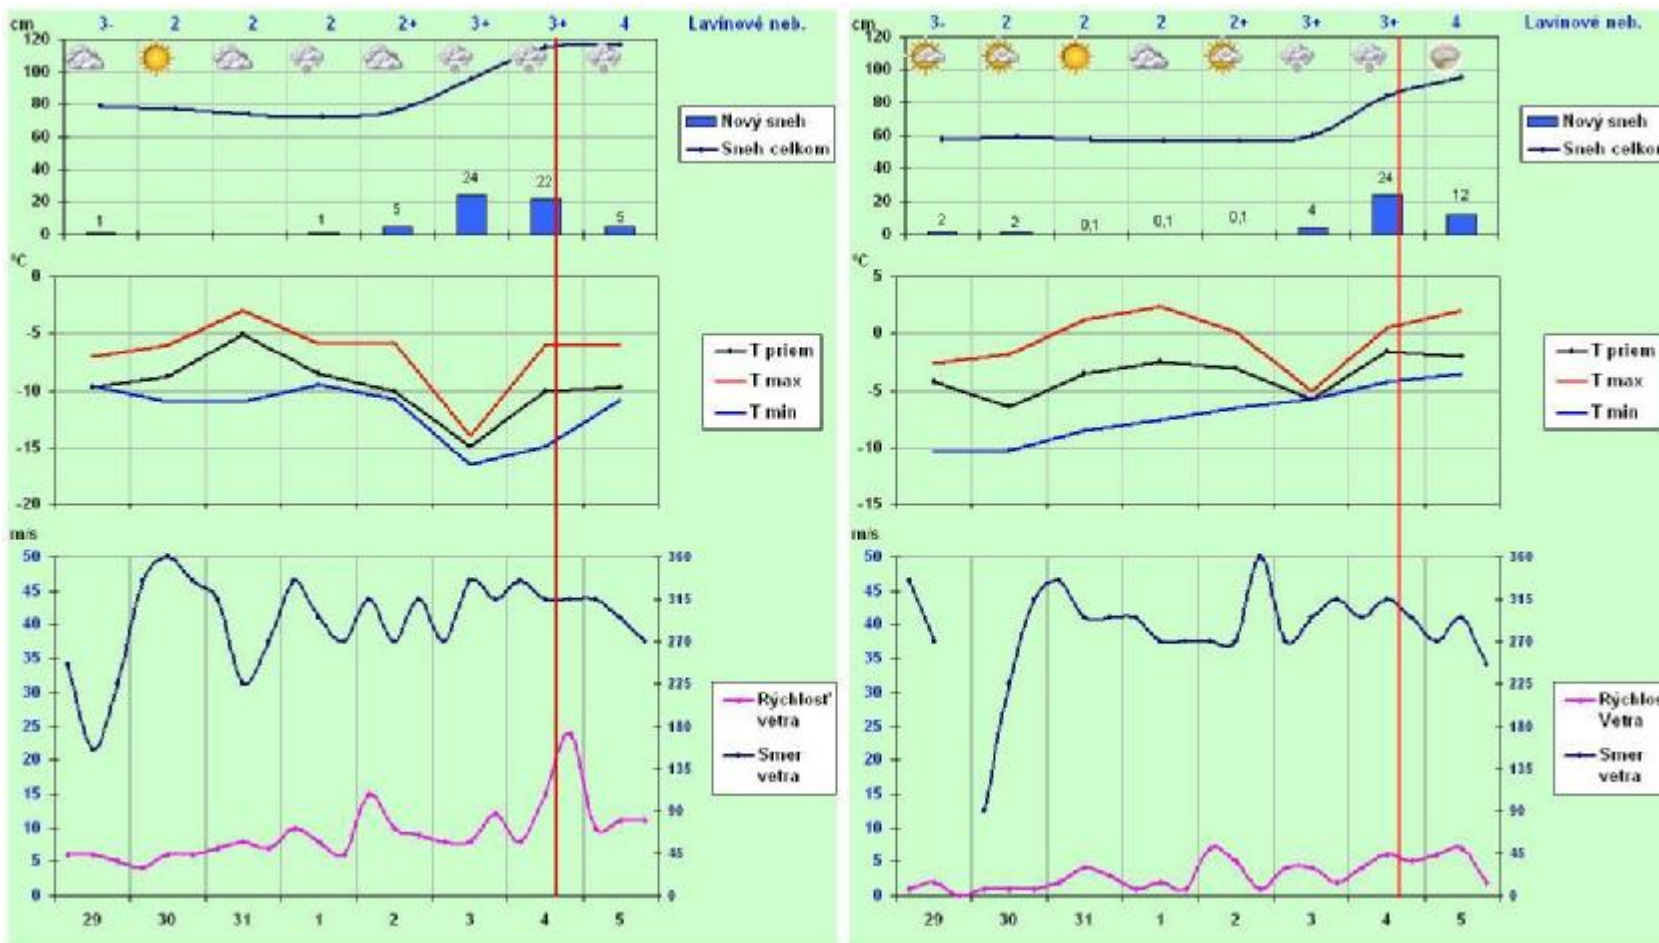 cm 3- 2 2 2 2+ 3+ 3+ 4 Lavínové neb.
120
100
80
60
40
20
0
1 1 5 24 22 5
Nový sneh
Sneh celkom
°C
0
-5
-10
-15
-20
T priem
T max
T min
m/s
50
45
40
35
30
25
20
15
10
5
0
360
315
270
225
180
135
90
45
0
Rýchlosť
vetra
Smer
vetra
29 30 31 1 2 3 4 5
cm 3- 2 2 2 2+ 3+ 3+ 4 Lavínové neb.
120
100
80
60
40
20
0
2 2 0,1 0,1 0,1 4 24 12
Nový sneh
Sneh celkom
°C
5
0
-5
-10
-15
T priem
T max
T min
m/s
50
45
40
35
30
25
20
15
10
5
0
360
315
270
225
180
135
90
45
0
Rýchlos
Vetra
Smer
vetra
29 30 31 1 2 3 4 5